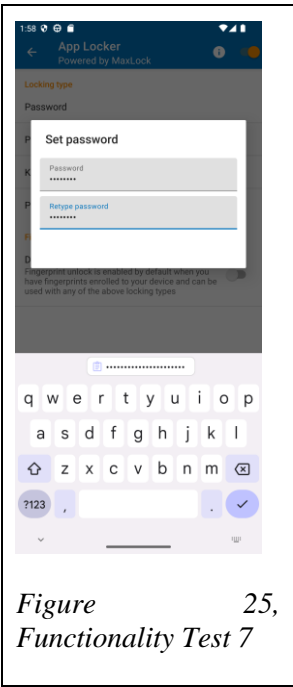 1:58
App Locker
Powered by MaxLock
Locking type
Password
P
Set password
Password
••••••••
K
Retype password
••••••••
P
F
D
Fingerprint unlock is enabled by default when you
have fingerprints enrolled to your device and can be
used with any of the above locking types
•••••••••••••••••••••
q w e r t y u i o p
a s d f g h j k l
z x c v b n m
?123 , .
Figure 25,
Functionality Test 7